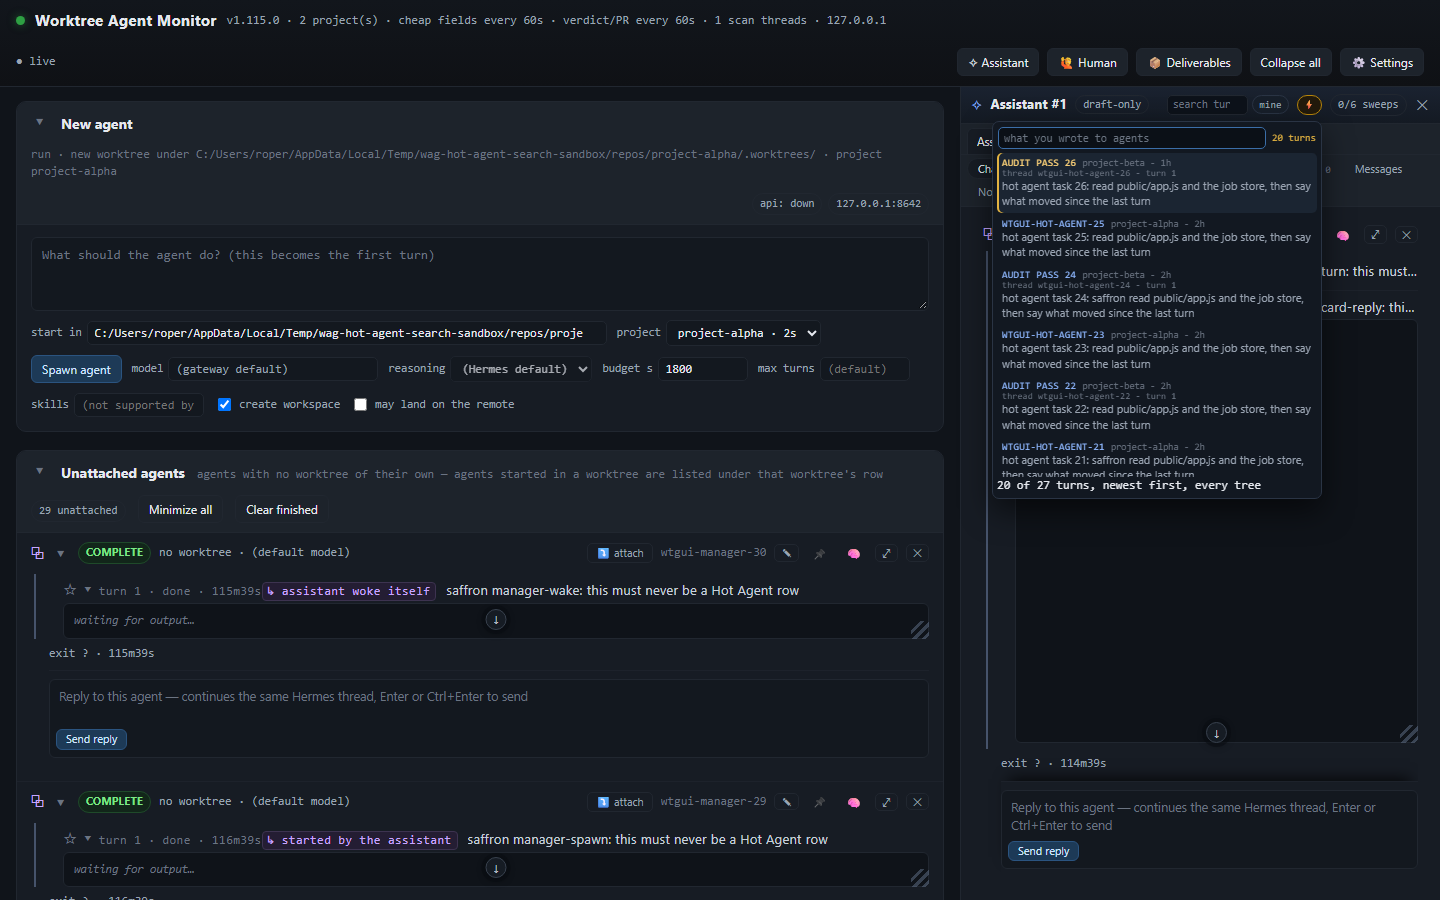 Worktree Agent Monitor v1.115.0 · 2 project(s) · cheap fields every 60s · verdict/PR every 60s · 1 scan threads · 127.0.0.1
live
Assistant
Human
Deliverables
Collapse all
Settings
New agent
run · new worktree under C:/Users/roper/AppData/Local/Temp/wag-hot-agent-search-sandbox/repos/project-alpha/.worktrees/ · project
project-alpha
api: down 127.0.0.1:8642
What should the agent do? (this becomes the first turn)
start in C:/Users/roper/AppData/Local/Temp/wag-hot-agent-search-sandbox/repos/proje project project-alpha · 2s
Spawn agent model (gateway default) reasoning (Hermes default) budget s 1800 max turns (default)
skills (not supported by create workspace may land on the remote
Unattached agents agents with no worktree of their own — agents started in a worktree are listed under that worktree's row
29 unattached Minimize all Clear finished
COMPLETE no worktree · (default model) attach wtgui-manager-30
turn 1 · done · 115m39s ↳ assistant woke itself saffron manager-wake: this must never be a Hot Agent row
waiting for output…
exit ? · 115m39s
Reply to this agent — continues the same Hermes thread, Enter or Ctrl+Enter to send
Send reply
COMPLETE no worktree · (default model) attach wtgui-manager-29
turn 1 · done · 116m39s ↳ started by the assistant saffron manager-spawn: this must never be a Hot Agent row
waiting for output…
Assistant #1 draft-only search tur mine 0/6 sweeps
what you wrote to agents 20 turns
AUDIT PASS 26 project-beta - 1h
thread wtgui-hot-agent-26 - turn 1
hot agent task 26: read public/app.js and the job store, then say
what moved since the last turn
WTGUI-HOT-AGENT-25 project-alpha - 2h
hot agent task 25: read public/app.js and the job store, then say
what moved since the last turn
AUDIT PASS 24 project-beta - 2h
thread wtgui-hot-agent-24 - turn 1
hot agent task 24: saffron read public/app.js and the job store,
then say what moved since the last turn
WTGUI-HOT-AGENT-23 project-alpha - 2h
hot agent task 23: read public/app.js and the job store, then say
what moved since the last turn
AUDIT PASS 22 project-beta - 2h
thread wtgui-hot-agent-22 - turn 1
hot agent task 22: read public/app.js and the job store, then say
what moved since the last turn
WTGUI-HOT-AGENT-21 project-alpha - 2h
hot agent task 21: saffron read public/app.js and the job store,
then say what moved since the last turn
20 of 27 turns, newest first, every tree
Ass
Cha
No
Messages
turn: this must…
card-reply: thi…
exit ? · 114m39s
Reply to this agent — continues the same Hermes thread, Enter or
Ctrl+Enter to send
Send reply